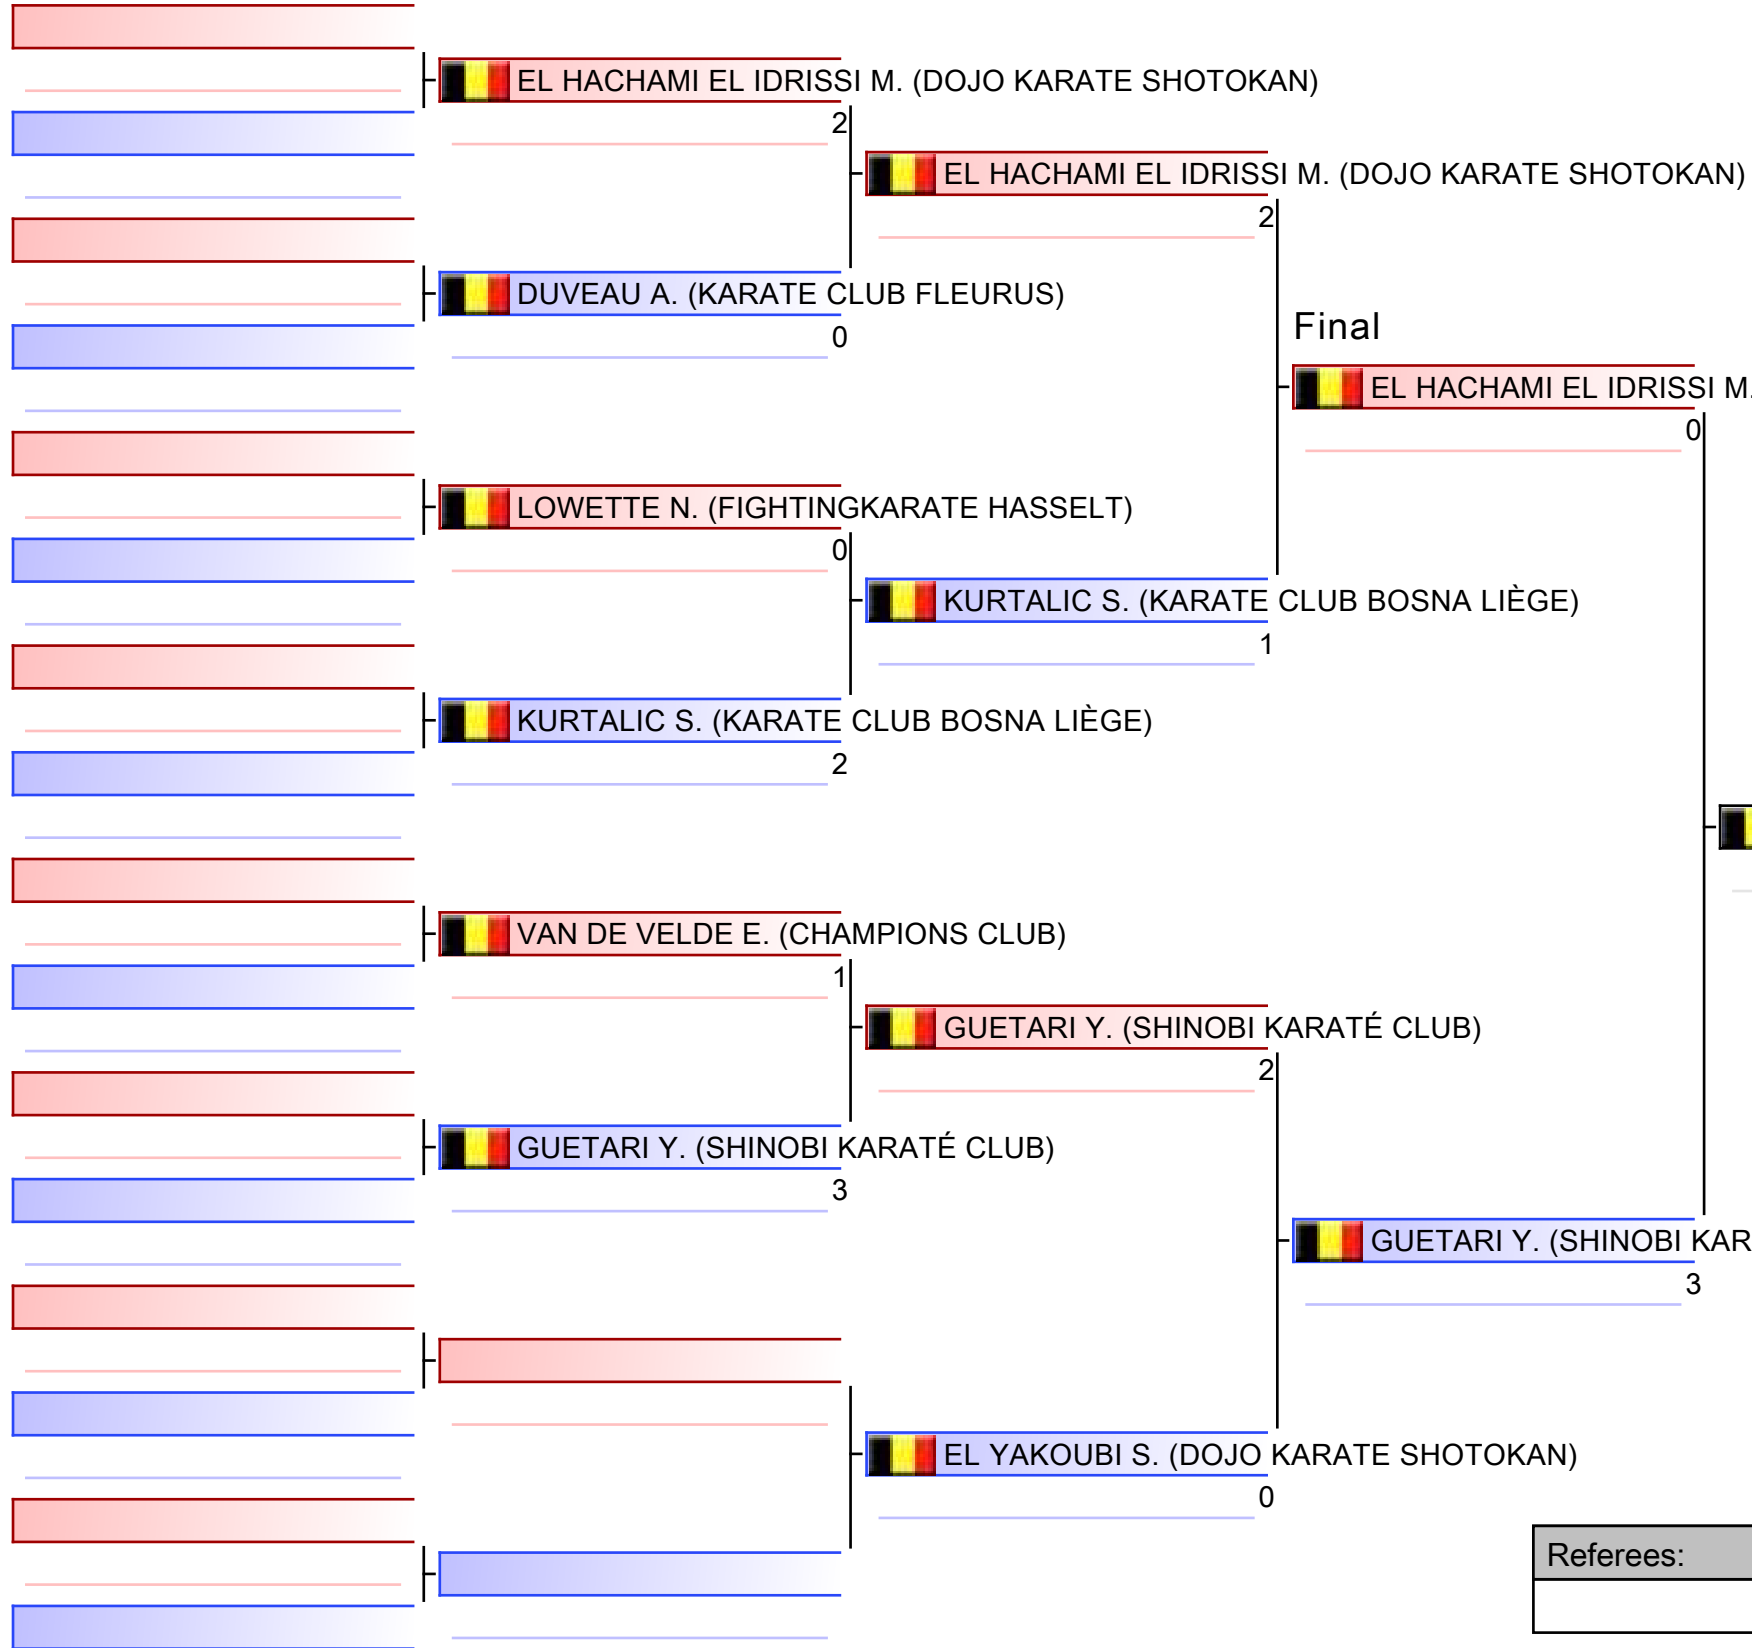 EL HACHAMI EL IDRISSI M. (DOJO KARATE SHOTOKAN)
2
EL HACHAMI EL IDRISSI M. (DOJO KARATE SHOTOKAN)
2
DUVEAU A. (KARATE CLUB FLEURUS)
0
Final
EL HACHAMI EL IDRISSI M.
0
LOWETTE N. (FIGHTINGKARATE HASSELT)
0
KURTALIC S. (KARATE CLUB BOSNA LIÈGE)
1
KURTALIC S. (KARATE CLUB BOSNA LIÈGE)
2
VAN DE VELDE E. (CHAMPIONS CLUB)
1
GUETARI Y. (SHINOBI KARATÉ CLUB)
2
GUETARI Y. (SHINOBI KARATÉ CLUB)
3
GUETARI Y. (SHINOBI KAR
3
EL YAKOUBI S. (DOJO KARATE SHOTOKAN)
0
Referees: